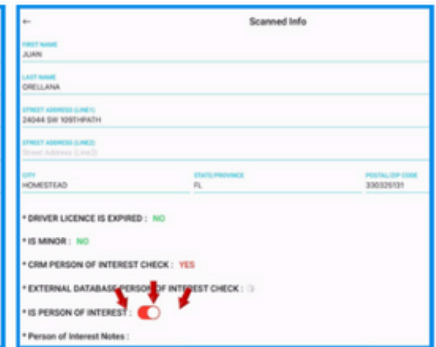 Scanned Info
FIRST NAME
JUAN
LAST NAME
ORELLANA
STREET ADDRESS (LINE1)
24044 SW 109THPATH
STREET ADDRESS (LINE2)
Street Address (Line2)
CITY STATE/PROVINCE POSTAL/ZIP CODE
HOMESTEAD FL 330325131
* DRIVER LICENCE IS EXPIRED : NO
* IS MINOR : NO
* CRM PERSON OF INTEREST CHECK : YES
* EXTERNAL DATABASE PERSON OF INTEREST CHECK :
* IS PERSON OF INTEREST :
* Person of Interest Notes :